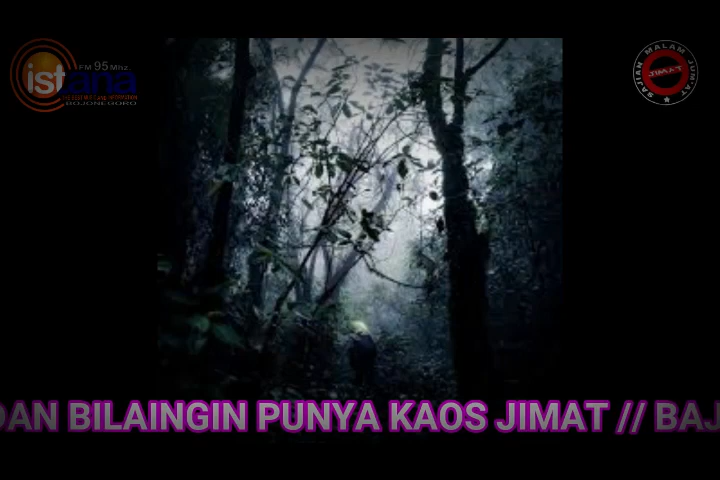 FM 95 Mhz
istana
BOJONEGORO
SAJIAN MALAM JUM'AT
JIMAT
DAN BILAINGIN PUNYA KAOS JIMAT // BAJ